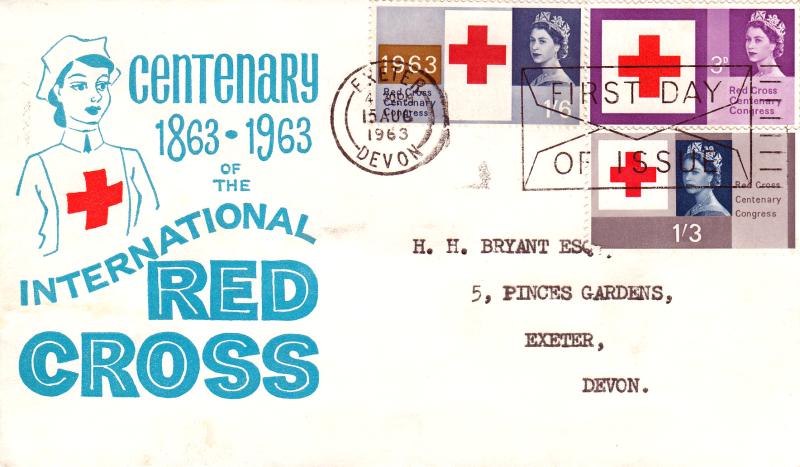 Centenary
1863 • 1963
OF
THE
INTERNATIONAL
RED
CROSS
1963
Red Cross
Centenary
Congress
1/6
3D
Red Cross
Centenary
Congress
Red Cross
Centenary
Congress
1/3
EXETER
15 AUG
1963
DEVON
FIRST DAY
OF ISSUE
H. H. BRYANT ESQ.
5, PINCES GARDENS,
EXETER,
DEVON.